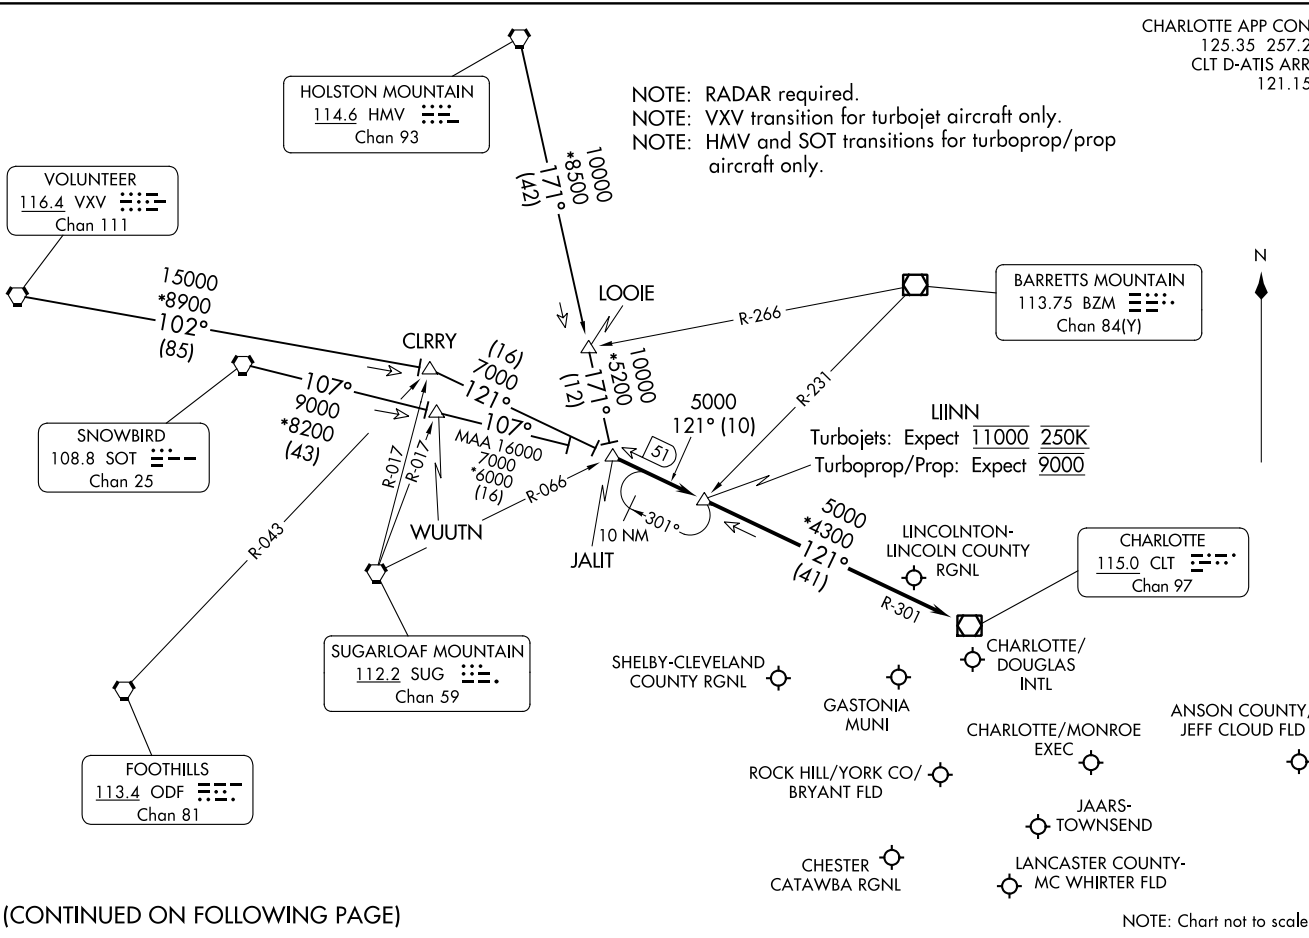 CHARLOTTE APP CON
125.35 257.2
CLT D-ATIS ARR
121.15
HOLSTON MOUNTAIN
114.6 HMV
Chan 93
NOTE: RADAR required.
NOTE: VXV transition for turbojet aircraft only.
NOTE: HMV and SOT transitions for turboprop/prop
aircraft only.
10000
*8500
171°
(42)
VOLUNTEER
116.4 VXV
Chan 111
N
15000
*8900
102°
(85)
LOOIE
R-266
BARRETTS MOUNTAIN
113.75 BZM
Chan 84(Y)
CLRRY
(16)
7000
121°
10000
*5200
171°
(12)
R-231
107°
9000
*8200
(43)
107°
MAA 16000
7000
*6000
(16)
5000
121° (10)
51
LIINN
Turbojets: Expect 11000 250K
Turboprop/Prop: Expect 9000
SNOWBIRD
108.8 SOT
Chan 25
R-017
R-017
R-066
R-043
WUUTN
JALIT
301°
10 NM
5000
*4300
121°
(41)
R-301
LINCOLNTON-
LINCOLN COUNTY
RGNL
CHARLOTTE
115.0 CLT
Chan 97
SUGARLOAF MOUNTAIN
112.2 SUG
Chan 59
SHELBY-CLEVELAND
COUNTY RGNL
GASTONIA
MUNI
CHARLOTTE/
DOUGLAS
INTL
CHARLOTTE/MONROE
EXEC
ANSON COUNTY/
JEFF CLOUD FLD
FOOTHILLS
113.4 ODF
Chan 81
ROCK HILL/YORK CO/
BRYANT FLD
JAARS-
TOWNSEND
CHESTER
CATAWBA RGNL
LANCASTER COUNTY-
MC WHIRTER FLD
(CONTINUED ON FOLLOWING PAGE)
NOTE: Chart not to scale